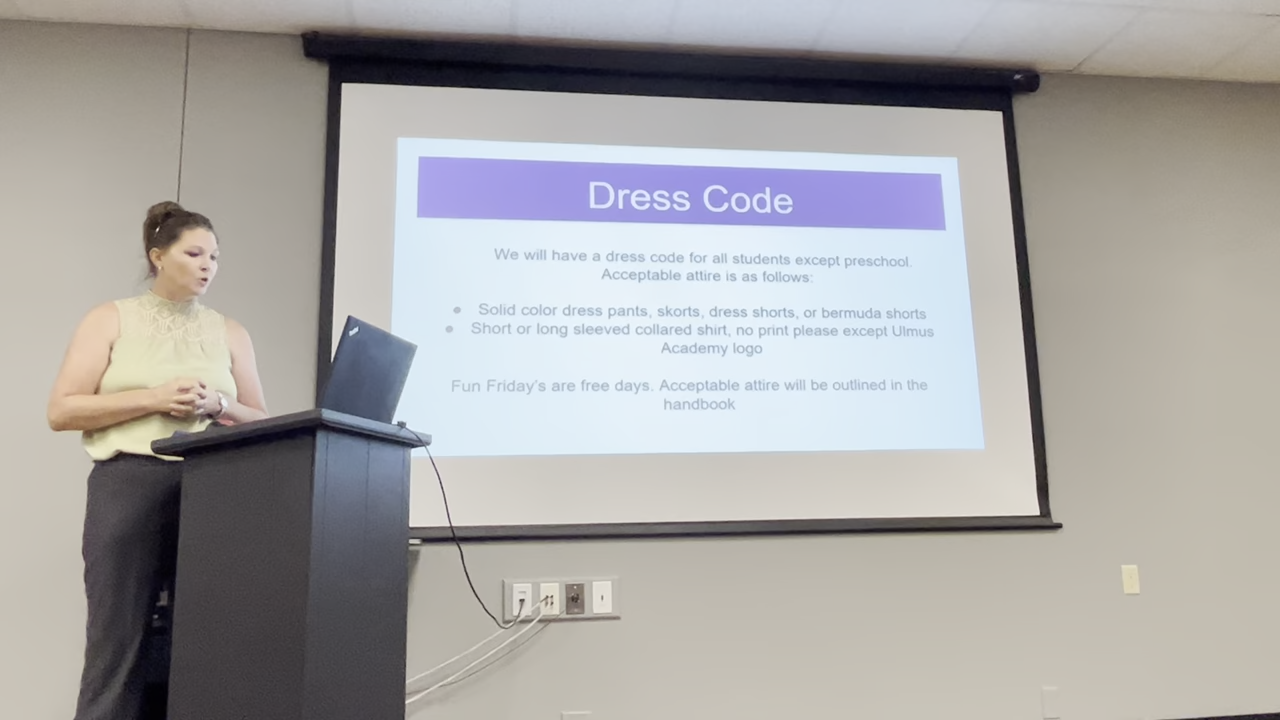 Dress Code
We will have a dress code for all students except preschool.
Acceptable attire is as follows:
● Solid color dress pants, skorts, dress shorts, or bermuda shorts
● Short or long sleeved collared shirt, no print please except Ulmus
Academy logo
Fun Friday's are free days. Acceptable attire will be outlined in the
handbook